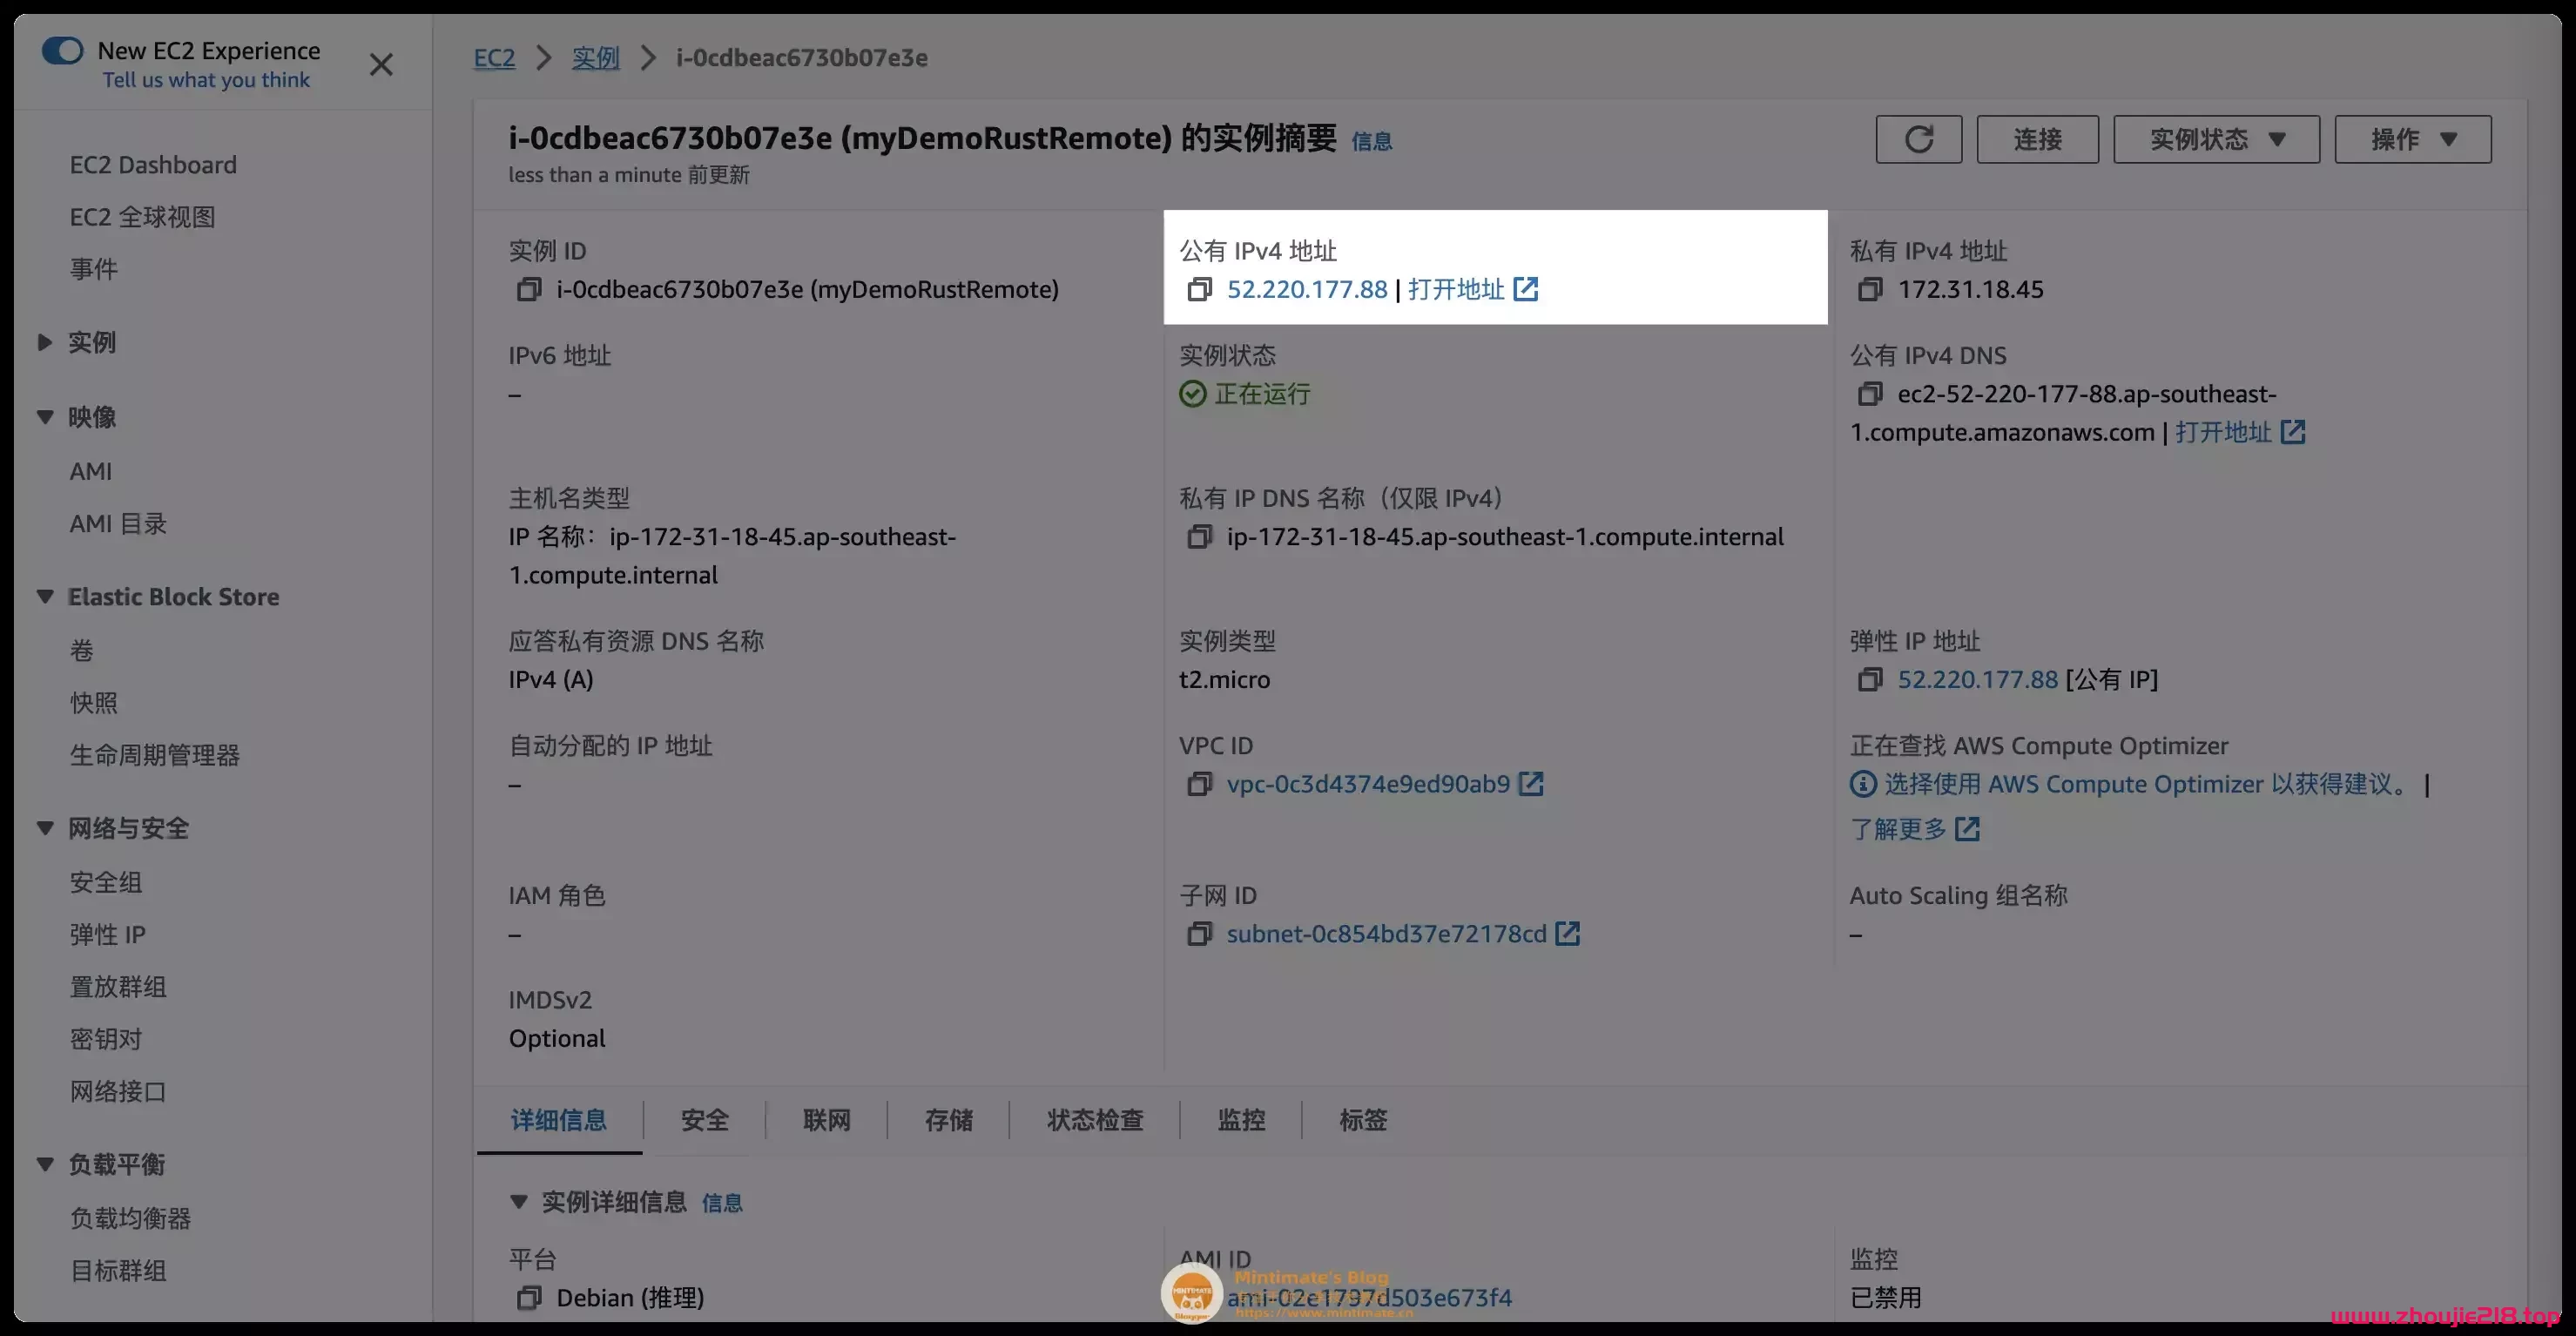 New EC2 Experience
Tell us what you think
EC2 Dashboard
EC2 全球视图
事件
实例
映像
AMI
AMI 目录
Elastic Block Store
卷
快照
生命周期管理器
网络与安全
安全组
弹性 IP
置放群组
密钥对
网络接口
负载平衡
负载均衡器
目标群组
EC2 实例 i-0cdbeac6730b07e3e
i-0cdbeac6730b07e3e (myDemoRustRemote) 的实例摘要 信息
less than a minute 前更新
连接 实例状态 操作
实例 ID
i-0cdbeac6730b07e3e (myDemoRustRemote)
公有 IPv4 地址
52.220.177.88 | 打开地址
私有 IPv4 地址
172.31.18.45
IPv6 地址
–
实例状态
正在运行
公有 IPv4 DNS
ec2-52-220-177-88.ap-southeast-
1.compute.amazonaws.com | 打开地址
主机名类型
IP 名称：ip-172-31-18-45.ap-southeast-
1.compute.internal
私有 IP DNS 名称（仅限 IPv4）
ip-172-31-18-45.ap-southeast-1.compute.internal
应答私有资源 DNS 名称
IPv4 (A)
实例类型
t2.micro
弹性 IP 地址
52.220.177.88 [公有 IP]
自动分配的 IP 地址
–
VPC ID
vpc-0c3d4374e9ed90ab9
正在查找 AWS Compute Optimizer
选择使用 AWS Compute Optimizer 以获得建议。 |
了解更多
IAM 角色
–
子网 ID
subnet-0c854bd37e72178cd
Auto Scaling 组名称
–
IMDSv2
Optional
详细信息 安全 联网 存储 状态检查 监控 标签
实例详细信息 信息
平台
Debian (推理)
AMI ID
ami-02e1797d503e673f4
监控
已禁用
MINTIMATE
Blogger
Mintimate's Blog
https://www.mintimate.cn
www.zhoujie218.top